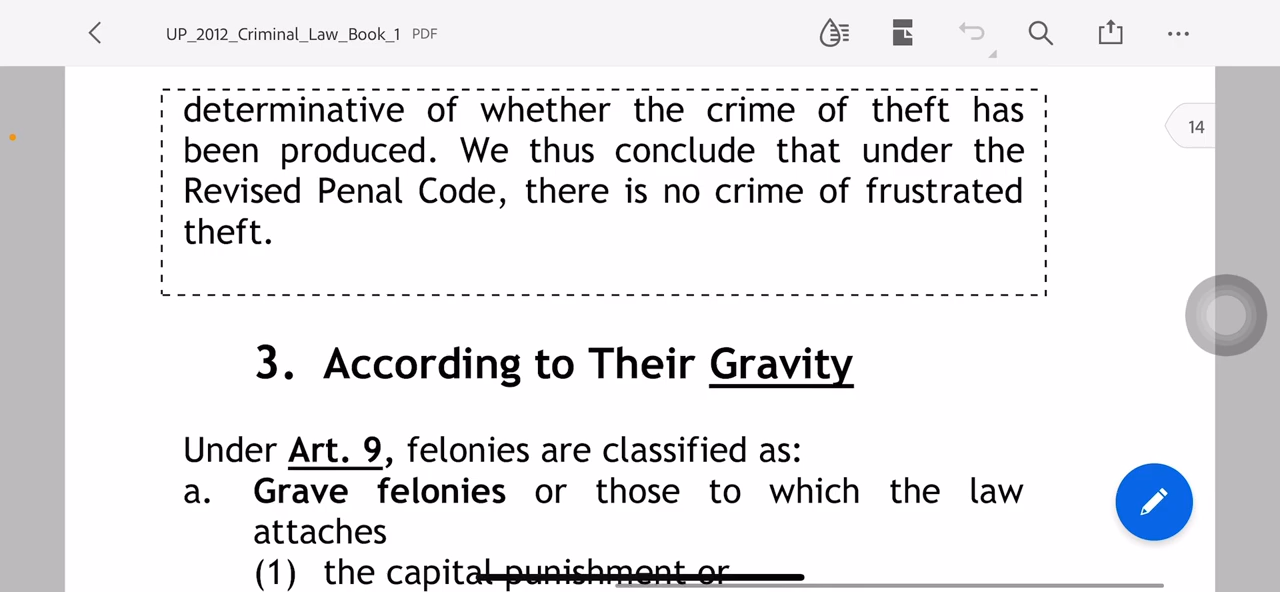 UP_2012_Criminal_Law_Book_1 PDF
determinative of whether the crime of theft has
been produced. We thus conclude that under the
Revised Penal Code, there is no crime of frustrated
theft.
14
3. According to Their Gravity
Under Art. 9, felonies are classified as:
a. Grave felonies or those to which the law
attaches
(1) the capital punishment or